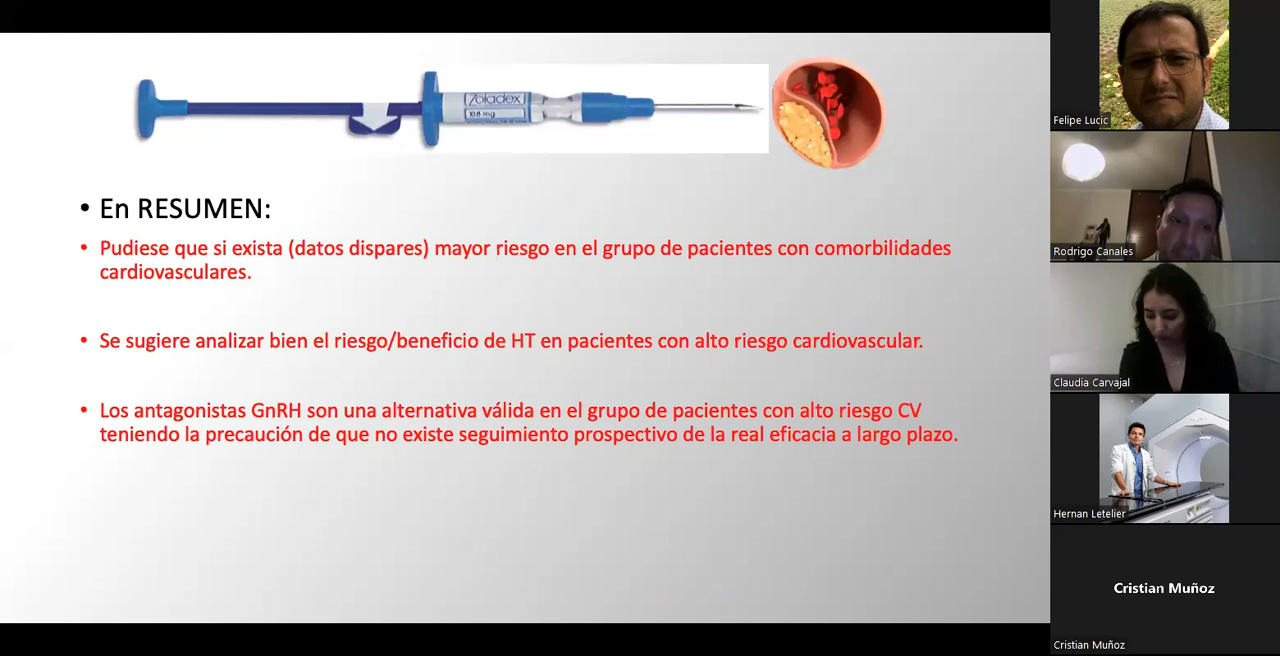 Zoladex
10.8 mg
• En RESUMEN:
• Pudiese que si exista (datos dispares) mayor riesgo en el grupo de pacientes con comorbilidades
cardiovasculares.
• Se sugiere analizar bien el riesgo/beneficio de HT en pacientes con alto riesgo cardiovascular.
• Los antagonistas GnRH son una alternativa válida en el grupo de pacientes con alto riesgo CV
teniendo la precaución de que no existe seguimiento prospectivo de la real eficacia a largo plazo.
Felipe Lucic
Rodrigo Canales
Claudia Carvajal
Hernan Letelier
Cristian Muñoz
Cristian Muñoz